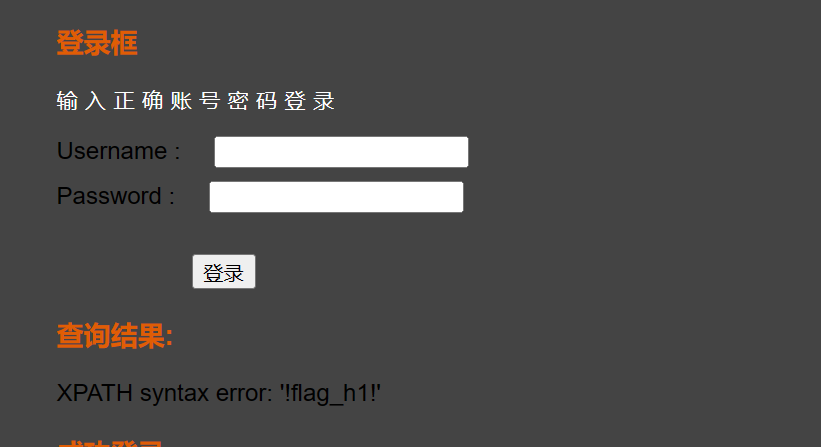 登录框
输入正确账号密码登录
Username :
Password :
登录
查询结果:
XPATH syntax error: '!flag_h1!'